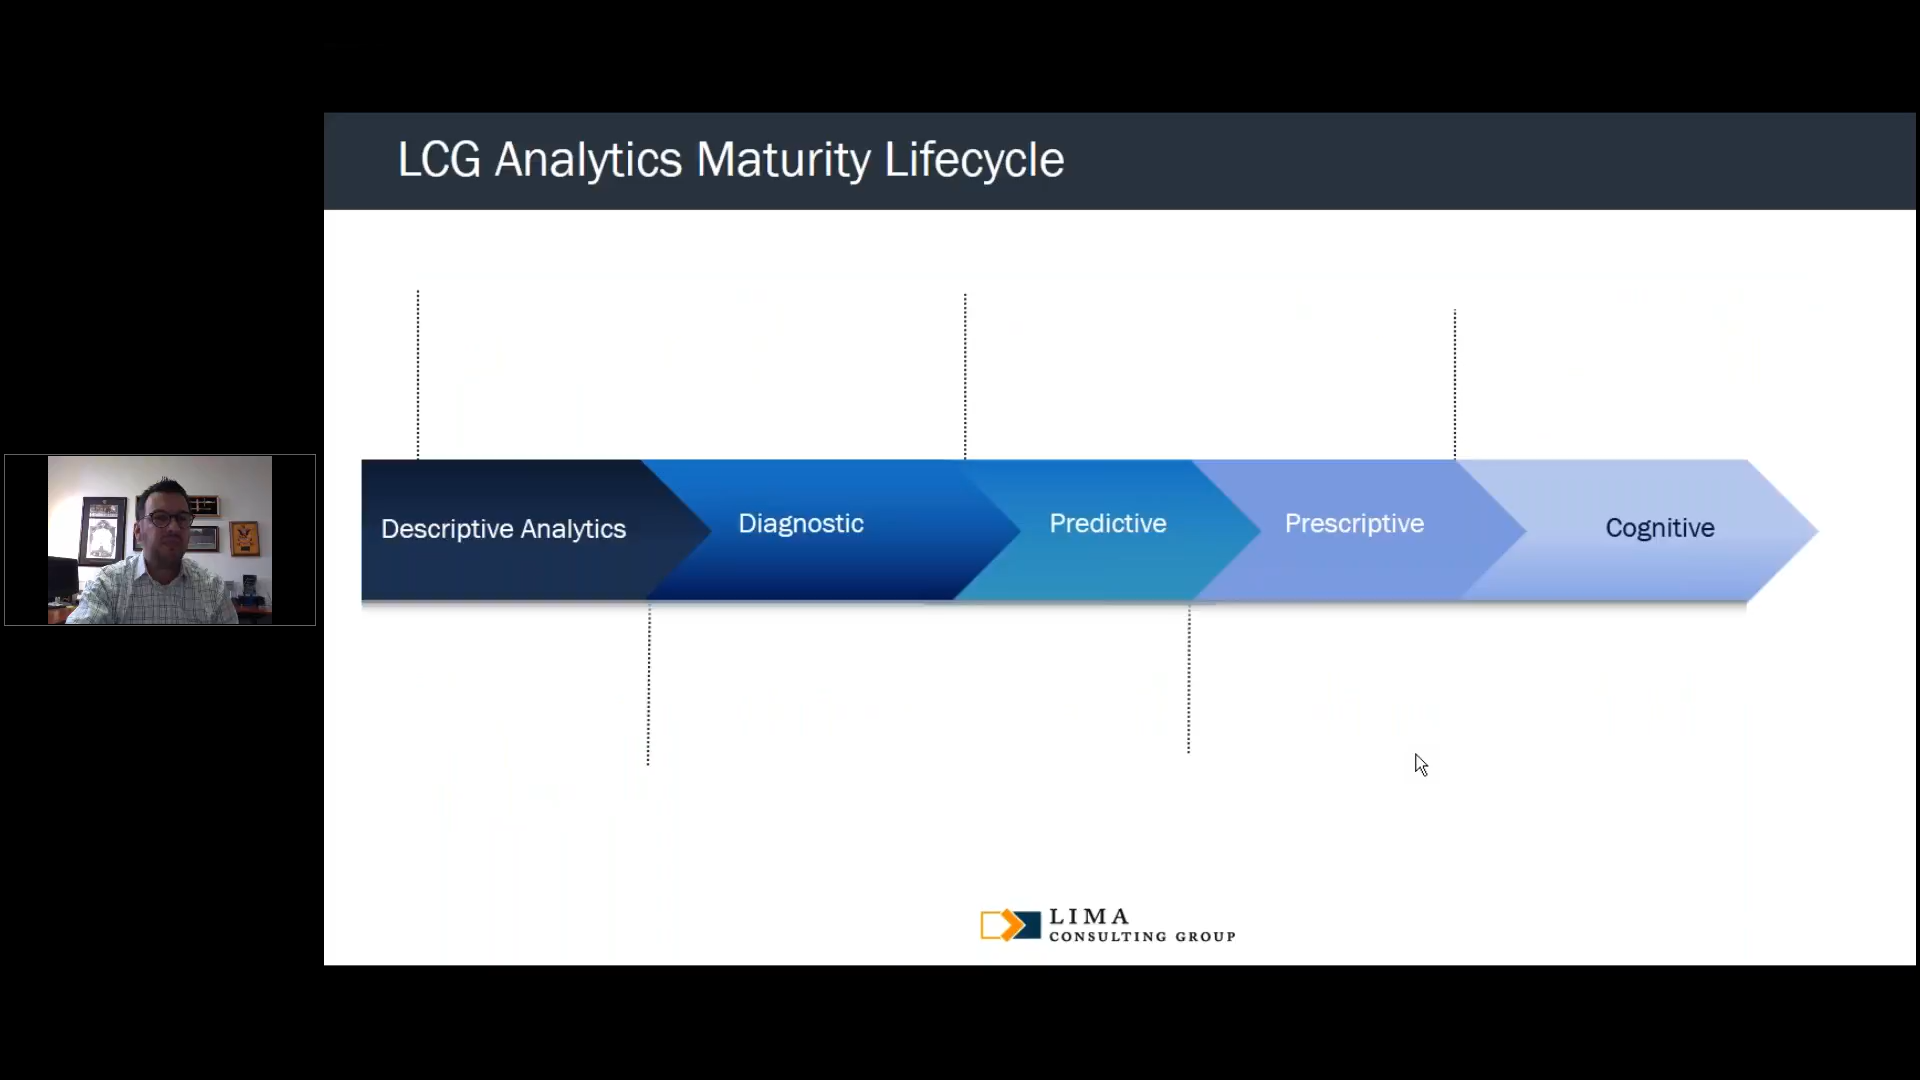 LCG Analytics Maturity Lifecycle
Descriptive Analytics
Diagnostic
Predictive
Prescriptive
Cognitive
LIMA
CONSULTING GROUP